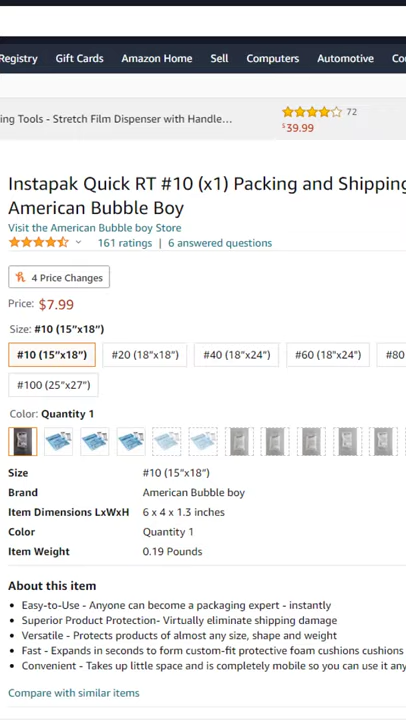 Registry Gift Cards Amazon Home Sell Computers Automotive Co
ing Tools - Stretch Film Dispenser with Handle... 72
$39.99
Instapak Quick RT #10 (x1) Packing and Shipping
American Bubble Boy
Visit the American Bubble boy Store
161 ratings | 6 answered questions
4 Price Changes
Price: $7.99
Size: #10 (15"x18")
#10 (15"x18") #20 (18"x18") #40 (18"x24") #60 (18"x24") #80
#100 (25"x27")
Color: Quantity 1
Size #10 (15"x18")
Brand American Bubble boy
Item Dimensions LxWxH 6 x 4 x 1.3 inches
Color Quantity 1
Item Weight 0.19 Pounds
About this item
• Easy-to-Use - Anyone can become a packaging expert - instantly
• Superior Product Protection- Virtually eliminate shipping damage
• Versatile - Protects products of almost any size, shape and weight
• Fast - Expands in seconds to form custom-fit protective foam cushions cushions
• Convenient - Takes up little space and is completely mobile so you can use it any
Compare with similar items